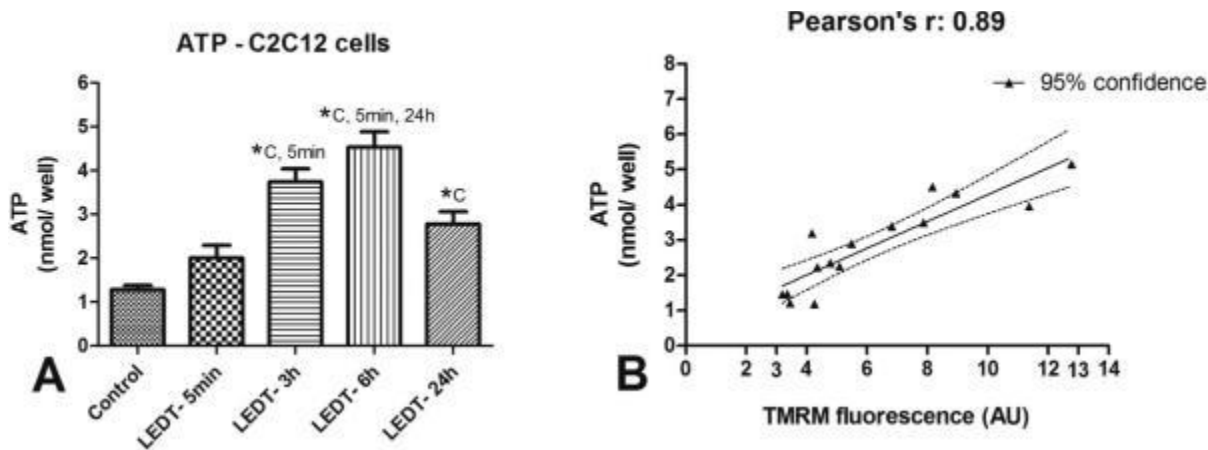 ATP - C2C12 cells
ATP
(nmol/ well)
6
5
4
3
2
1
0
*C, 5min
*C, 5min, 24h
*C
Control
LEDT- 5min
LEDT- 3h
LEDT- 6h
LEDT- 24h
A
Pearson's r: 0.89
95% confidence
ATP
(nmol/ well)
8
7
6
5
4
3
2
1
0
0 2 3 4 6 8 10 12 13 14
TMRM fluorescence (AU)
B